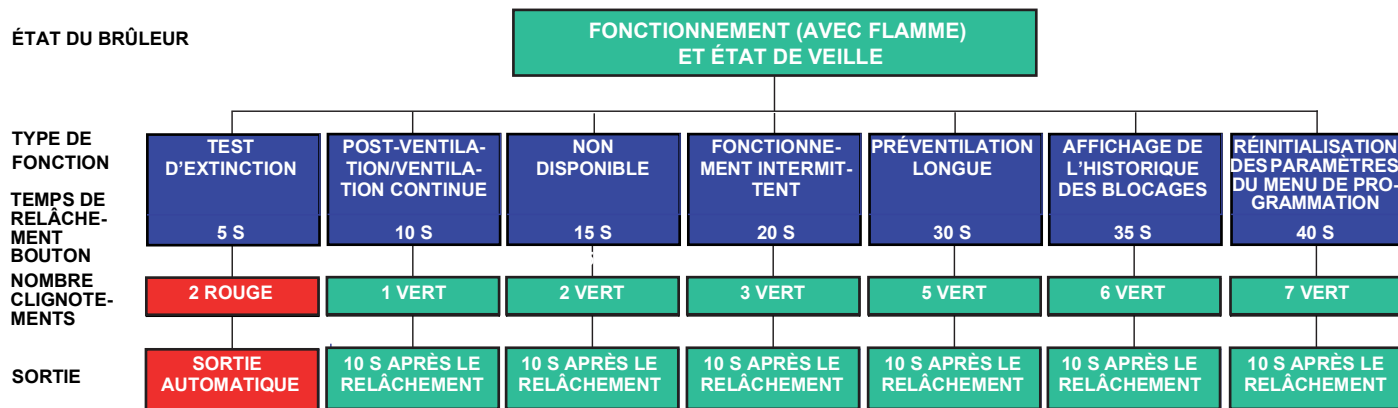 ÉTAT DU BRÛLEUR
FONCTIONNEMENT (AVEC FLAMME)
ET ÉTAT DE VEILLE
TYPE DE
FONCTION
TEST
D’EXTINCTION
POST-VENTILA-
TION/VENTILA-
TION CONTINUE
NON
DISPONIBLE
FONCTIONNE-
MENT INTERMIT-
TENT
PRÉVENTILATION
LONGUE
AFFICHAGE DE
L’HISTORIQUE
DES BLOCAGES
RÉINITIALISATION
DES PARAMÈTRES
DU MENU DE PRO-
GRAMMATION
TEMPS DE
RELÂCHE-
MENT
BOUTON
5 S
10 S
15 S
20 S
30 S
35 S
40 S
NOMBRE
CLIGNOTE-
MENTS
2 ROUGE
1 VERT
2 VERT
3 VERT
5 VERT
6 VERT
7 VERT
SORTIE
SORTIE
AUTOMATIQUE
10 S APRÈS LE
RELÂCHEMENT
10 S APRÈS LE
RELÂCHEMENT
10 S APRÈS LE
RELÂCHEMENT
10 S APRÈS LE
RELÂCHEMENT
10 S APRÈS LE
RELÂCHEMENT
10 S APRÈS LE
RELÂCHEMENT